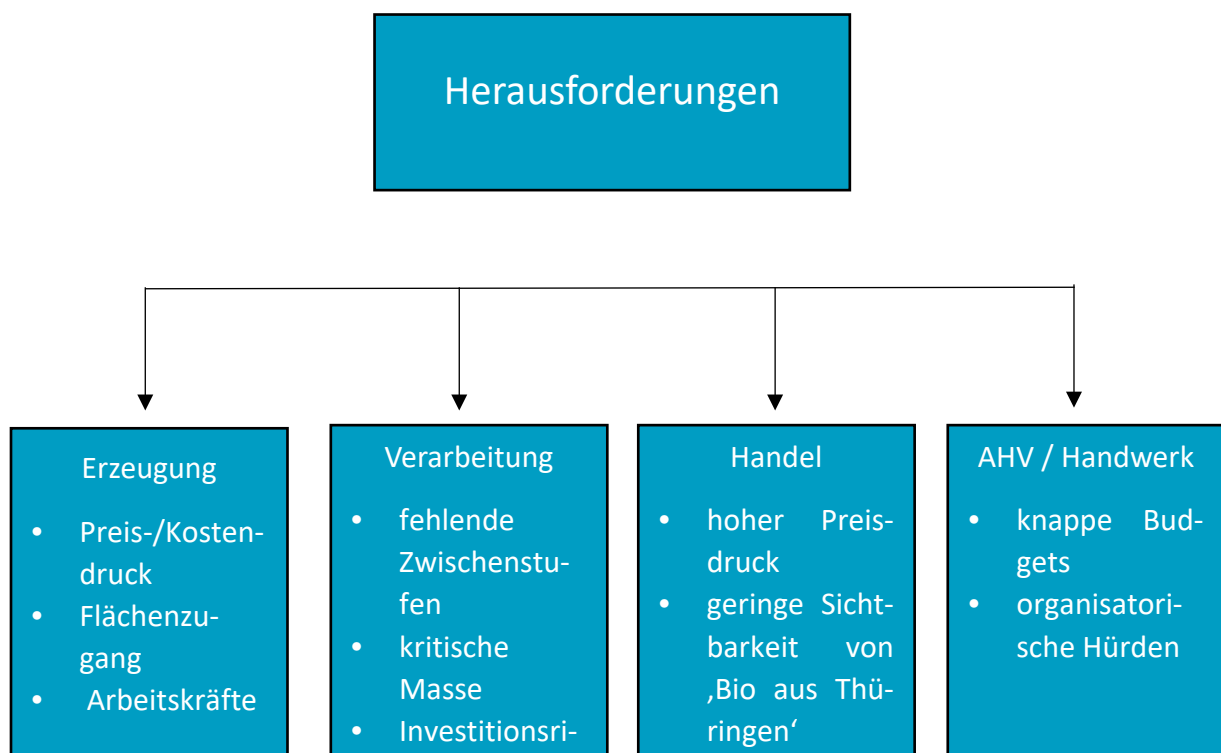 Herausforderungen
Erzeugung
• Preis-/Kosten-
druck
• Flächenzu-
gang
• Arbeitskräfte
Verarbeitung
• fehlende
Zwischenstu-
fen
• kritische
Masse
• Investitionsri-
Handel
• hoher Preis-
druck
• geringe Sicht-
barkeit von
‚Bio aus Thü-
ringen‘
AHV / Handwerk
• knappe Bud-
gets
• organisatori-
sche Hürden